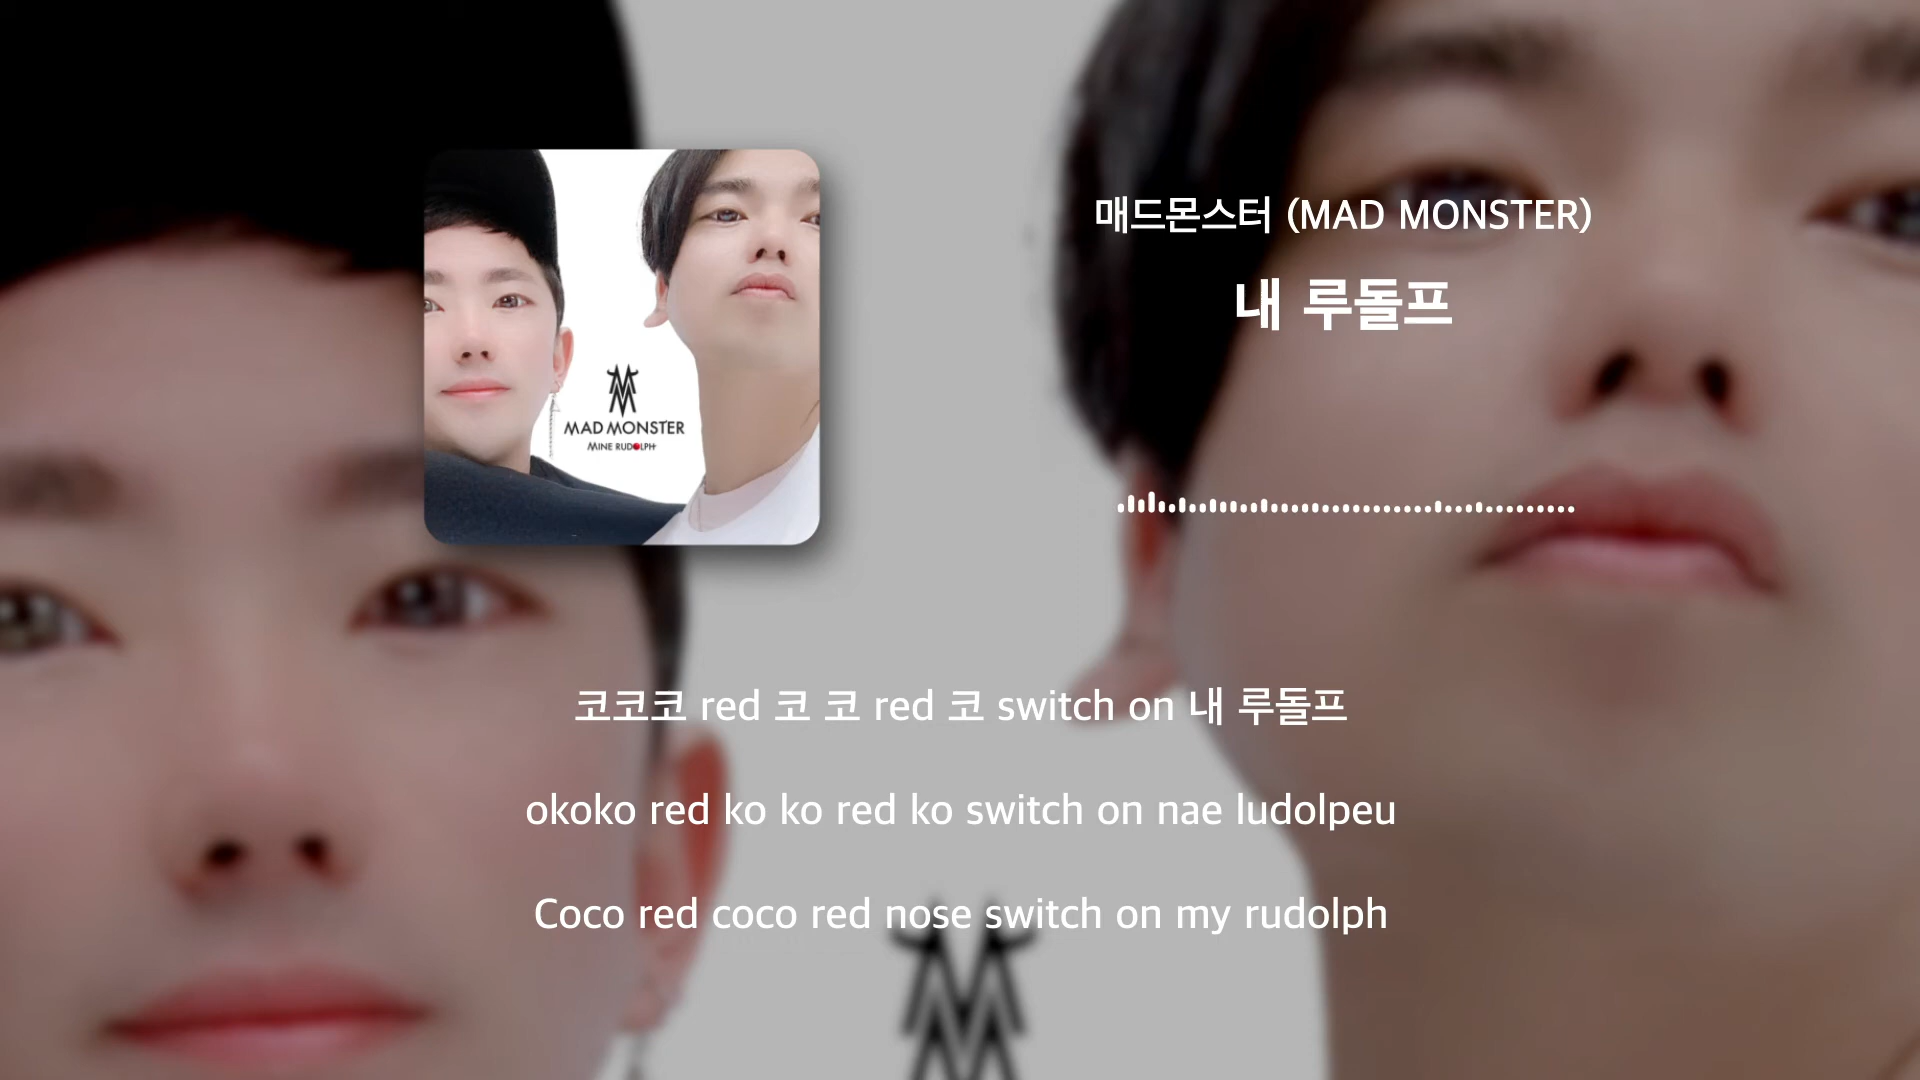 매드몬스터 (MAD MONSTER)
내 루돌프
MAD MONSTER
MINE RUDOLPH
코코코 red 코 코 red 코 switch on 내 루돌프
okoko red ko ko red ko switch on nae ludolpeu
Coco red coco red nose switch on my rudolph